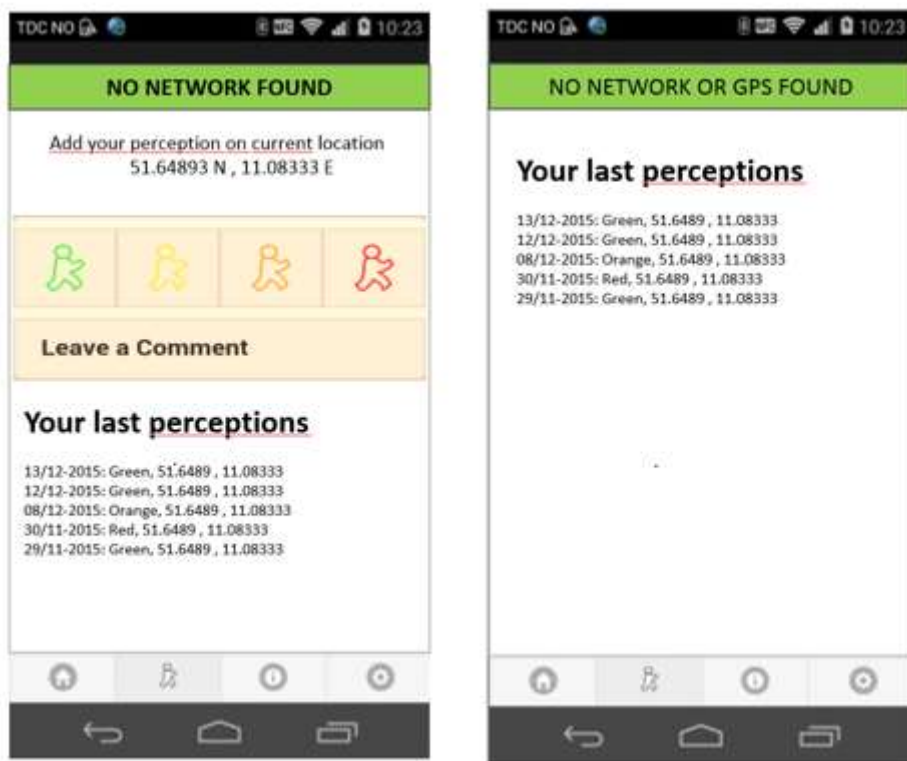 TDC NO 10:23
NO NETWORK FOUND
Add your perception on current location
51.64893 N , 11.08333 E
Leave a Comment
Your last perceptions
13/12-2015: Green, 51.6489 , 11.08333
12/12-2015: Green, 51.6489 , 11.08333
08/12-2015: Orange, 51.6489 , 11.08333
30/11-2015: Red, 51.6489 , 11.08333
29/11-2015: Green, 51.6489 , 11.08333
TDC NO 10:23
NO NETWORK OR GPS FOUND
Your last perceptions
13/12-2015: Green, 51.6489 , 11.08333
12/12-2015: Green, 51.6489 , 11.08333
08/12-2015: Orange, 51.6489 , 11.08333
30/11-2015: Red, 51.6489 , 11.08333
29/11-2015: Green, 51.6489 , 11.08333